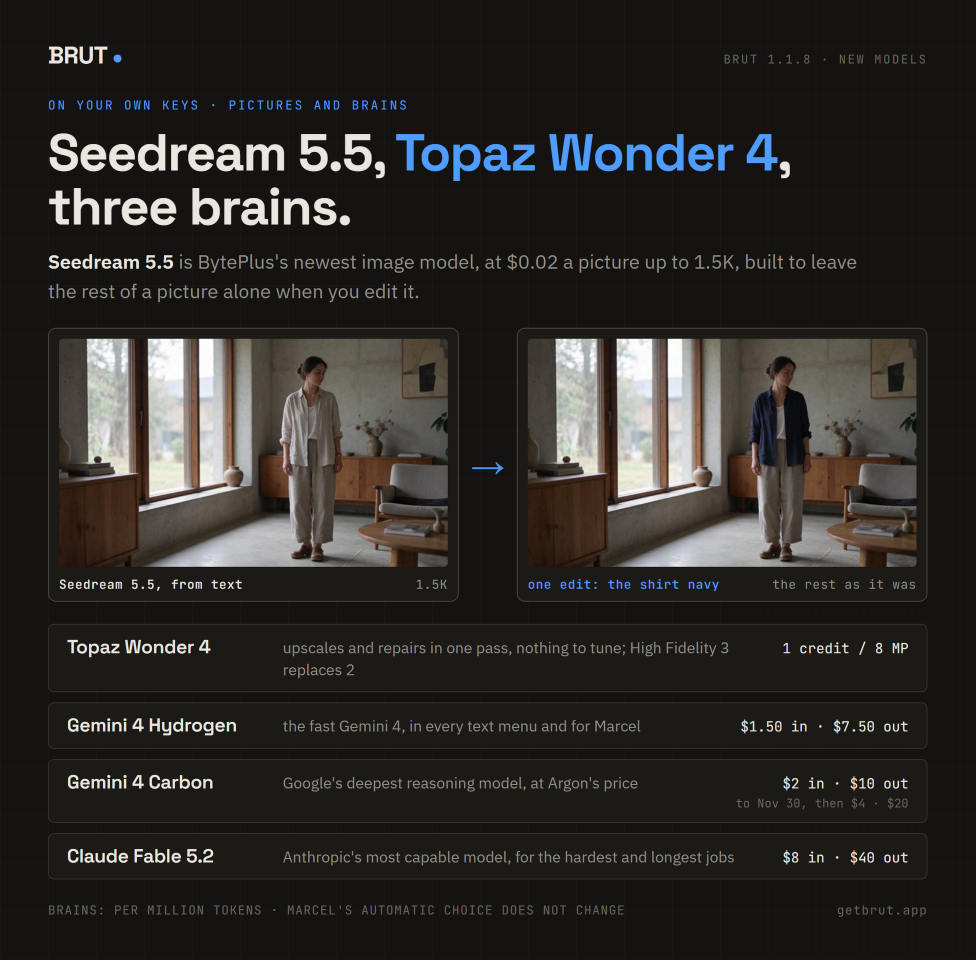 BRUT
BRUT 1.1.8 · NEW MODELS
ON YOUR OWN KEYS · PICTURES AND BRAINS
Seedream 5.5, Topaz Wonder 4,
three brains.
Seedream 5.5 is BytePlus's newest image model, at $0.02 a picture up to 1.5K, built to leave
the rest of a picture alone when you edit it.
→
Seedream 5.5, from text
1.5K
one edit: the shirt navy
the rest as it was
Topaz Wonder 4
upscales and repairs in one pass, nothing to tune; High Fidelity 3
replaces 2
1 credit / 8 MP
Gemini 4 Hydrogen
the fast Gemini 4, in every text menu and for Marcel
$1.50 in · $7.50 out
Gemini 4 Carbon
Google's deepest reasoning model, at Argon's price
$2 in · $10 out
to Nov 30, then $4 · $20
Claude Fable 5.2
Anthropic's most capable model, for the hardest and longest jobs
$8 in · $40 out
BRAINS: PER MILLION TOKENS · MARCEL'S AUTOMATIC CHOICE DOES NOT CHANGE
getbrut.app